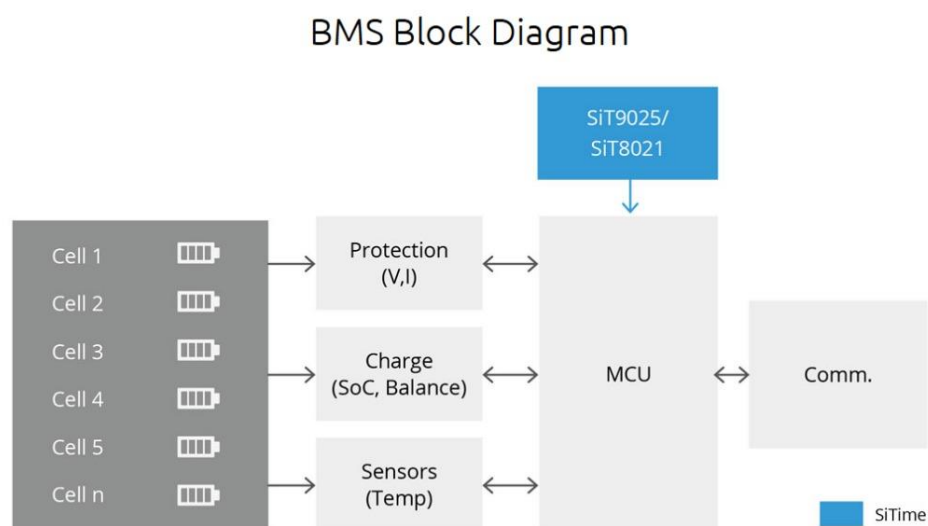 BMS Block Diagram
SiT9025/
SiT8021
Cell 1
Cell 2
Cell 3
Cell 4
Cell 5
Cell n
Protection
(V,I)
Charge
(SoC, Balance)
Sensors
(Temp)
MCU
Comm.
SiTime